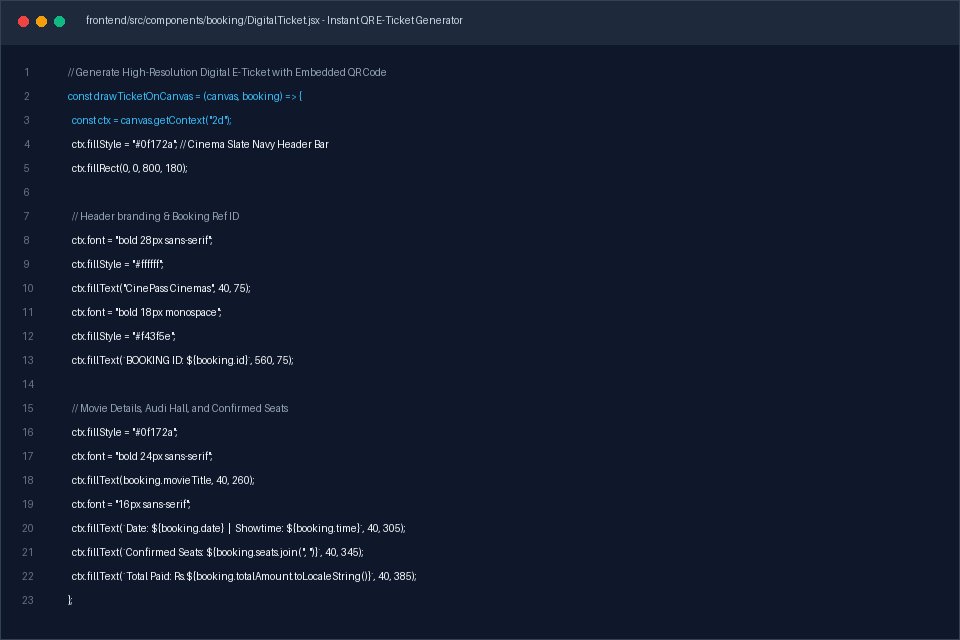 frontend/src/components/booking/DigitalTicket.jsx - Instant QR E-Ticket Generator
1 // Generate High-Resolution Digital E-Ticket with Embedded QR Code
2 const drawTicketOnCanvas = (canvas, booking) => {
3 const ctx = canvas.getContext("2d");
4 ctx.fillStyle = "#0f172a"; // Cinema Slate Navy Header Bar
5 ctx.fillRect(0, 0, 800, 180);
6
7 // Header branding & Booking Ref ID
8 ctx.font = "bold 28px sans-serif";
9 ctx.fillStyle = "#ffffff";
10 ctx.fillText("CinePass Cinemas", 40, 75);
11 ctx.font = "bold 18px monospace";
12 ctx.fillStyle = "#f43f5e";
13 ctx.fillText(`BOOKING ID: ${booking.id}`, 560, 75);
14
15 // Movie Details, Audi Hall, and Confirmed Seats
16 ctx.fillStyle = "#0f172a";
17 ctx.font = "bold 24px sans-serif";
18 ctx.fillText(booking.movieTitle, 40, 260);
19 ctx.font = "16px sans-serif";
20 ctx.fillText(`Date: ${booking.date} | Showtime: ${booking.time}`, 40, 305);
21 ctx.fillText(`Confirmed Seats: ${booking.seats.join(", ")}`, 40, 345);
22 ctx.fillText(`Total Paid: Rs.${booking.totalAmount.toLocaleString()}`, 40, 385);
23 };